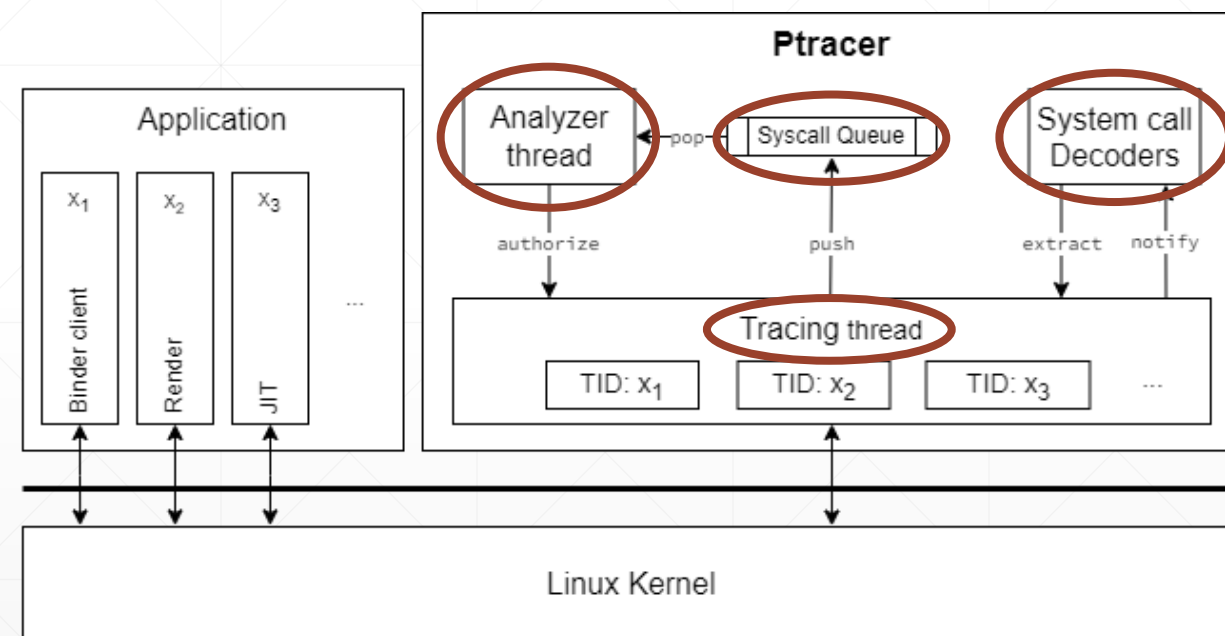 Ptracer
Application
Analyzer
thread
pop
Syscall Queue
System call
Decoders
x₁
x₂
x₃
...
Binder client
Render
JIT
authorize
push
extract
notify
Tracing thread
TID: x₁
TID: x₂
TID: x₃
...
Linux Kernel